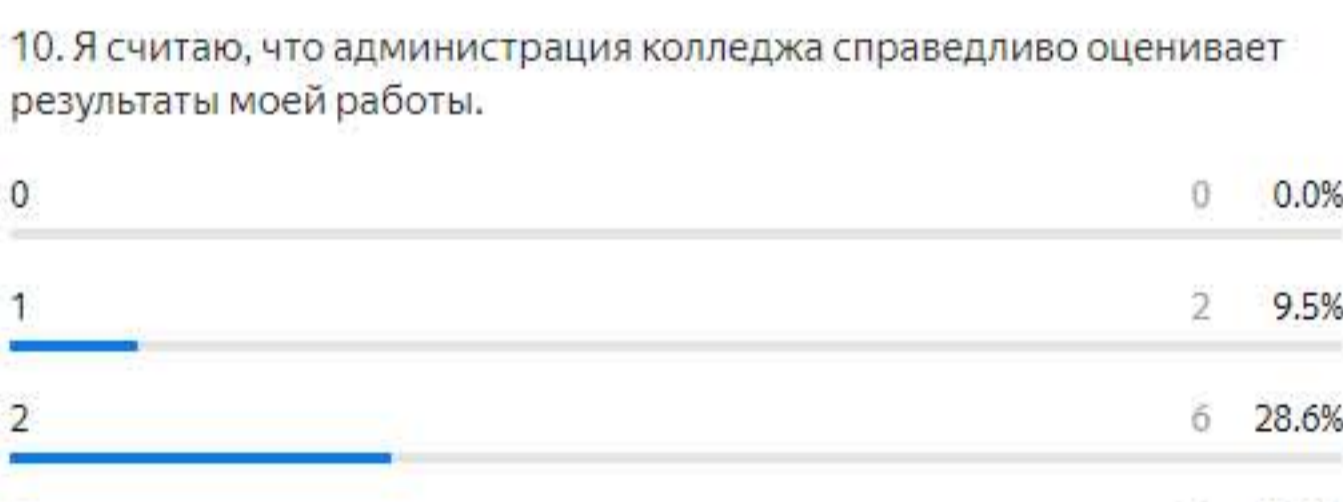 10. Я считаю, что администрация колледжа справедливо оценивает
результаты моей работы.
0 0 0.0%
1 2 9.5%
2 6 28.6%